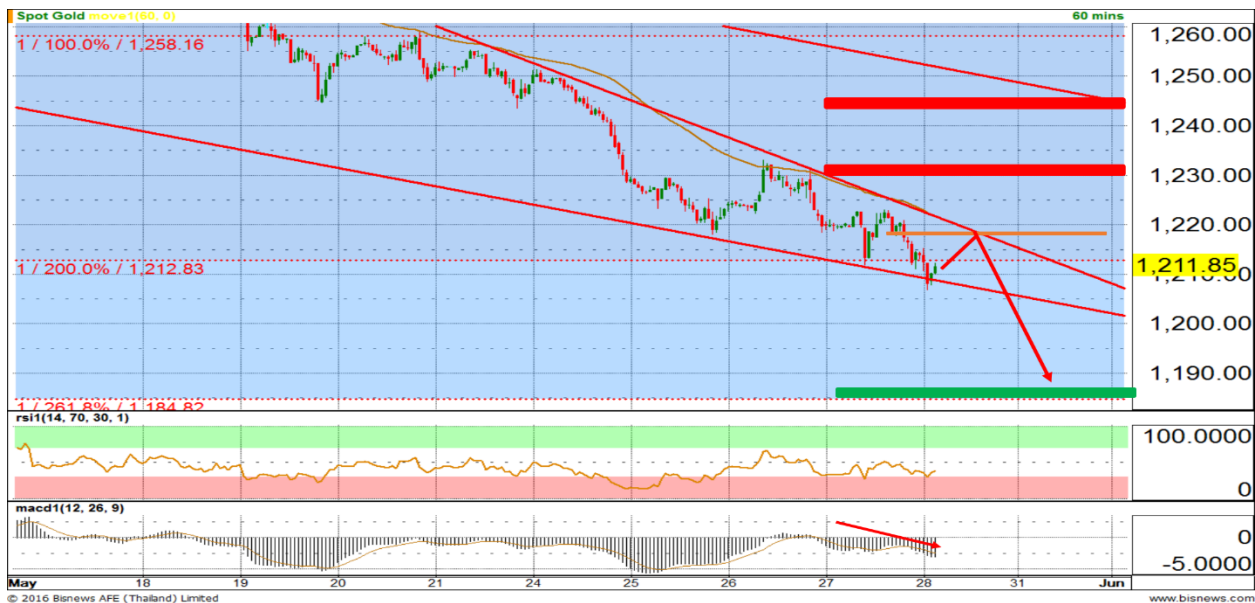 Spot Gold move1(60, 0) 60 mins
1,260.00
1 / 100.0% / 1,258.16
1,250.00
1,240.00
1,230.00
1,220.00
1 / 200.0% / 1,212.83
1,211.85
1,210.00
1,200.00
1,190.00
1 / 261.8% / 1,184.82
rsi1(14, 70, 30, 1)
100.0000
0
macd1(12, 26, 9)
0
-5.0000
May 18 19 20 21 24 25 26 27 28 31 Jun
© 2016 Bisnews AFE (Thailand) Limited www.bisnews.com